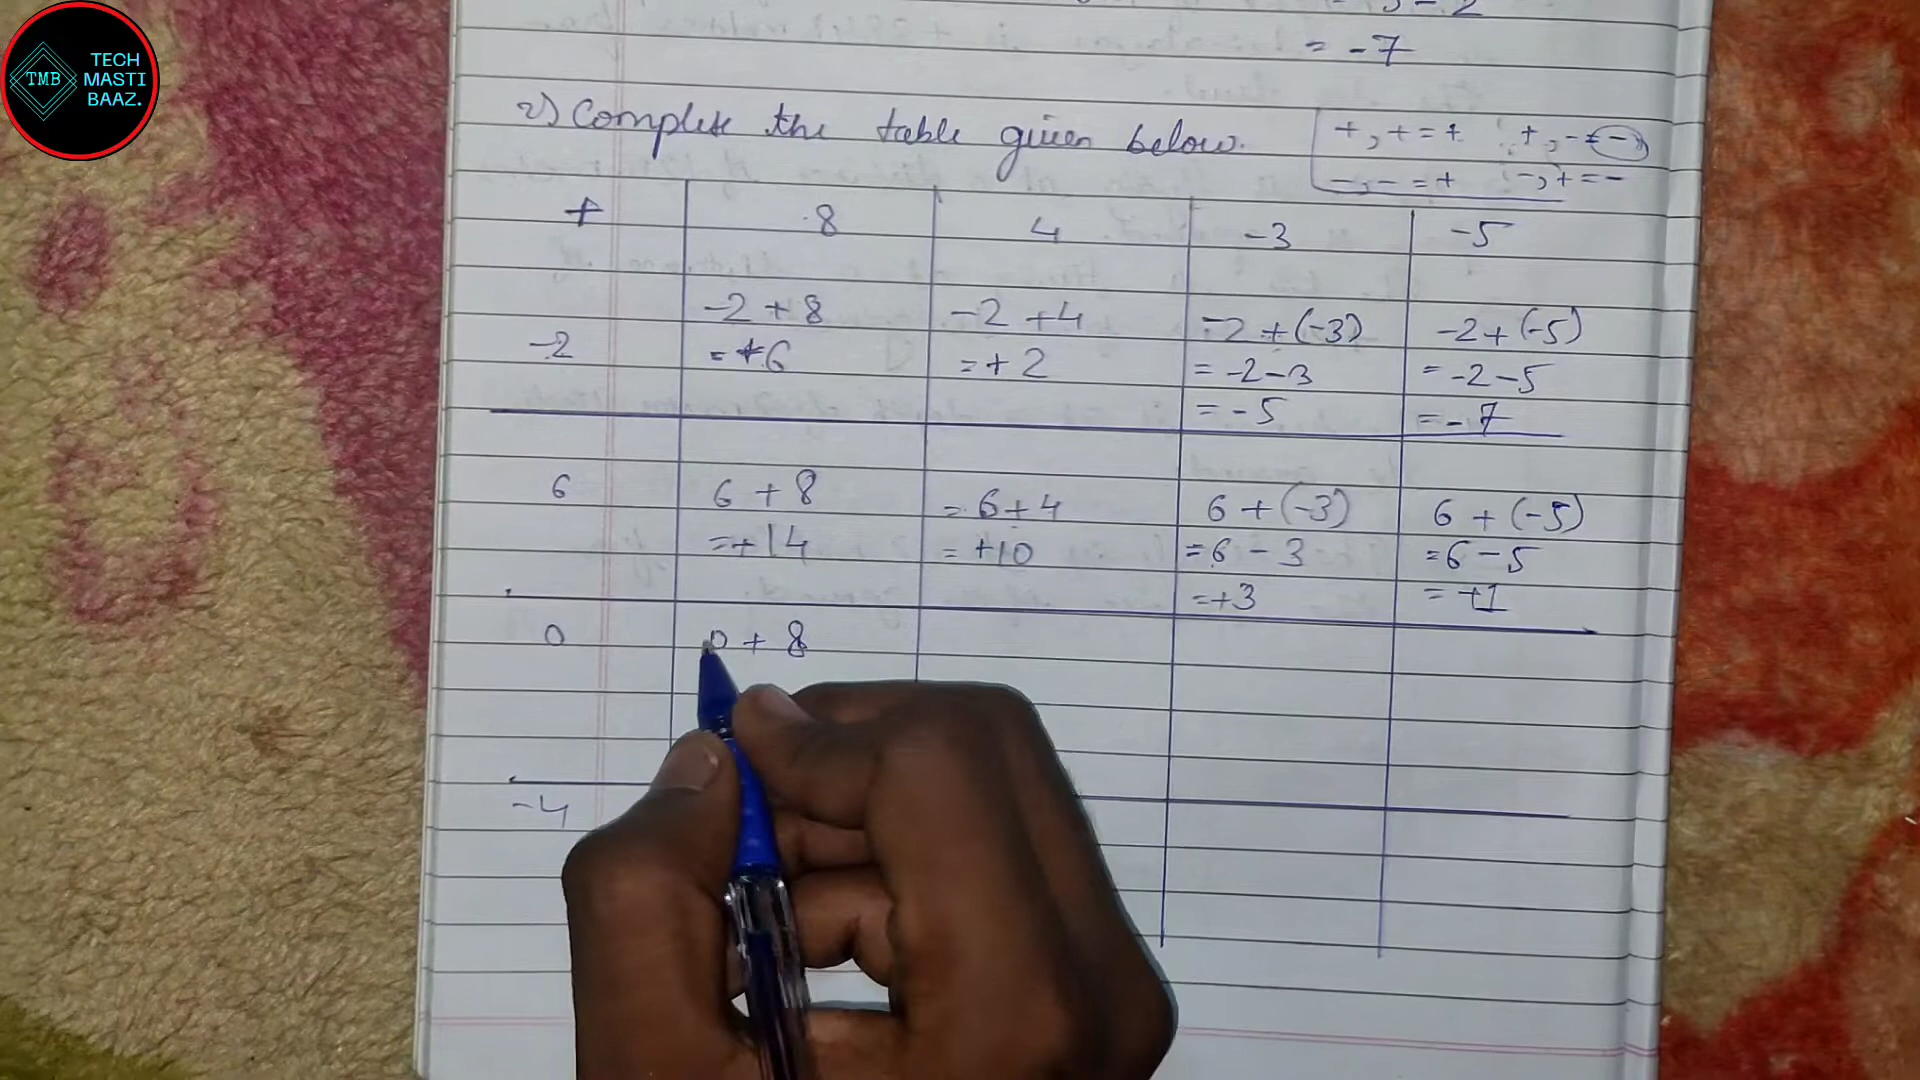 TMB
TECH
MASTI
BAAZ.
= -7
2) Complete the table given below.
+, + = +
+, - = -
-, - = +
-, + = -
+ 8 4 -3 -5
-2
-2 + 8
= +6
-2 + 4
= + 2
-2 + (-3)
= -2-3
= -5
-2 + (-5)
= -2-5
= -7
6
6 + 8
= +14
= 6 + 4
= +10
6 + (-3)
= 6 - 3
= +3
6 + (-5)
= 6 - 5
= +1
0
0 + 8
-4